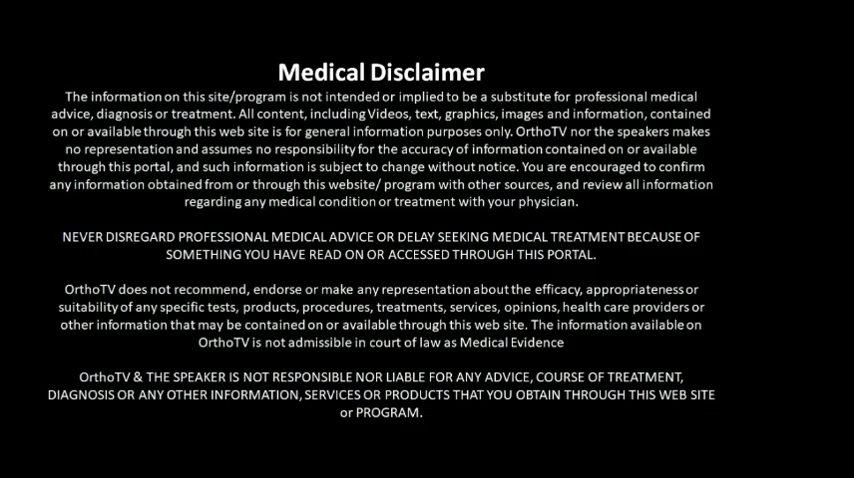 Medical Disclaimer
The information on this site/program is not intended or implied to be a substitute for professional medical
advice, diagnosis or treatment. All content, including Videos, text, graphics, images and information, contained
on or available through this web site is for general information purposes only. OrthoTV nor the speakers makes
no representation and assumes no responsibility for the accuracy of information contained on or available
through this portal, and such information is subject to change without notice. You are encouraged to confirm
any information obtained from or through this website/ program with other sources, and review all information
regarding any medical condition or treatment with your physician.
NEVER DISREGARD PROFESSIONAL MEDICAL ADVICE OR DELAY SEEKING MEDICAL TREATMENT BECAUSE OF
SOMETHING YOU HAVE READ ON OR ACCESSED THROUGH THIS PORTAL.
OrthoTV does not recommend, endorse or make any representation about the efficacy, appropriateness or
suitability of any specific tests, products, procedures, treatments, services, opinions, health care providers or
other information that may be contained on or available through this web site. The information available on
OrthoTV is not admissible in court of law as Medical Evidence
OrthoTV & THE SPEAKER IS NOT RESPONSIBLE NOR LIABLE FOR ANY ADVICE, COURSE OF TREATMENT,
DIAGNOSIS OR ANY OTHER INFORMATION, SERVICES OR PRODUCTS THAT YOU OBTAIN THROUGH THIS WEB SITE
or PROGRAM.